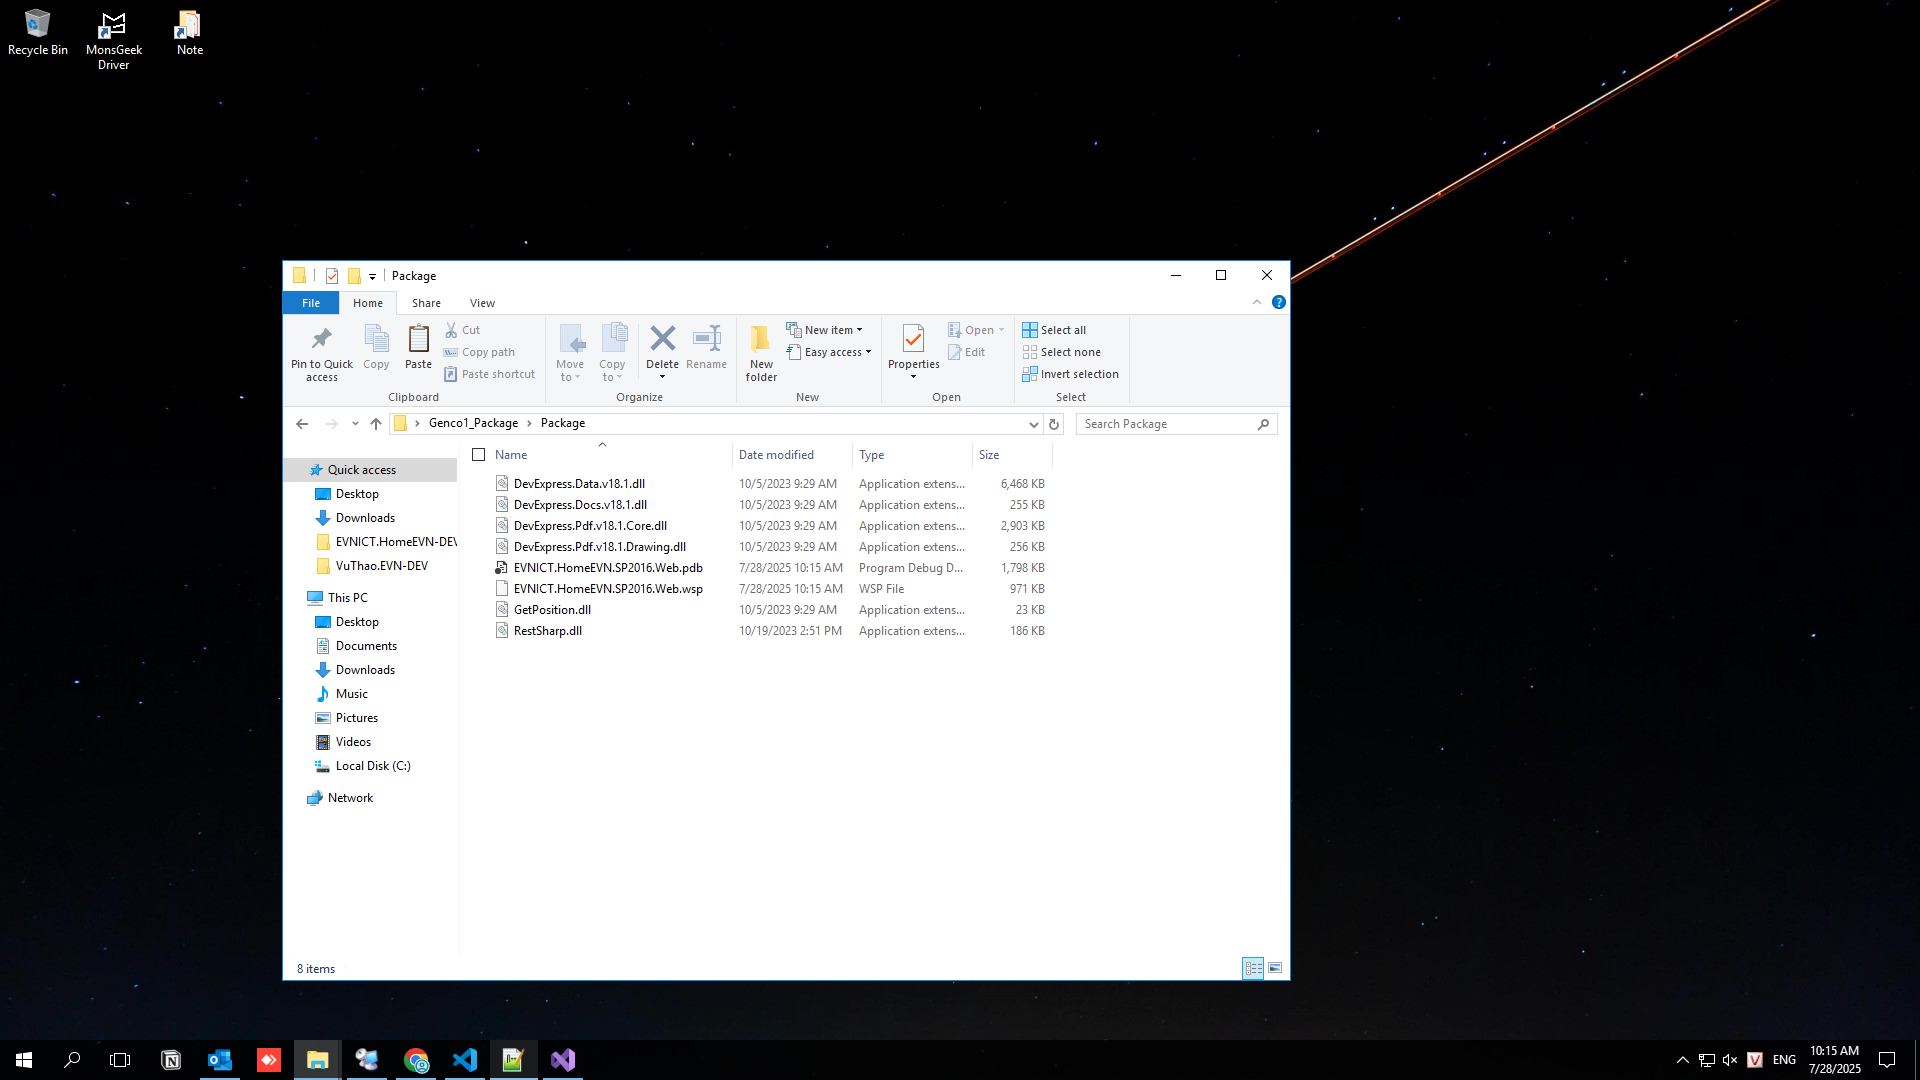 Recycle Bin
MonsGeek
Driver
Note
Package
File
Home
Share
View
Pin to Quick
access
Copy
Paste
Cut
Copy path
Paste shortcut
Clipboard
Move
to
Copy
to
Delete
Rename
Organize
New
folder
New item
Easy access
New
Properties
Open
Edit
Open
Select all
Select none
Invert selection
Select
Genco1_Package > Package
Search Package
Name Date modified Type Size
DevExpress.Data.v18.1.dll 10/5/2023 9:29 AM Application extens... 6,468 KB
DevExpress.Docs.v18.1.dll 10/5/2023 9:29 AM Application extens... 255 KB
DevExpress.Pdf.v18.1.Core.dll 10/5/2023 9:29 AM Application extens... 2,903 KB
DevExpress.Pdf.v18.1.Drawing.dll 10/5/2023 9:29 AM Application extens... 256 KB
EVNICT.HomeEVN.SP2016.Web.pdb 7/28/2025 10:15 AM Program Debug D... 1,798 KB
EVNICT.HomeEVN.SP2016.Web.wsp 7/28/2025 10:15 AM WSP File 971 KB
GetPosition.dll 10/5/2023 9:29 AM Application extens... 23 KB
RestSharp.dll 10/19/2023 2:51 PM Application extens... 186 KB
Quick access
Desktop
Downloads
EVNICT.HomeEVN-DEV
VuThao.EVN-DEV
This PC
Desktop
Documents
Downloads
Music
Pictures
Videos
Local Disk (C:)
Network
8 items
ENG
10:15 AM
7/28/2025